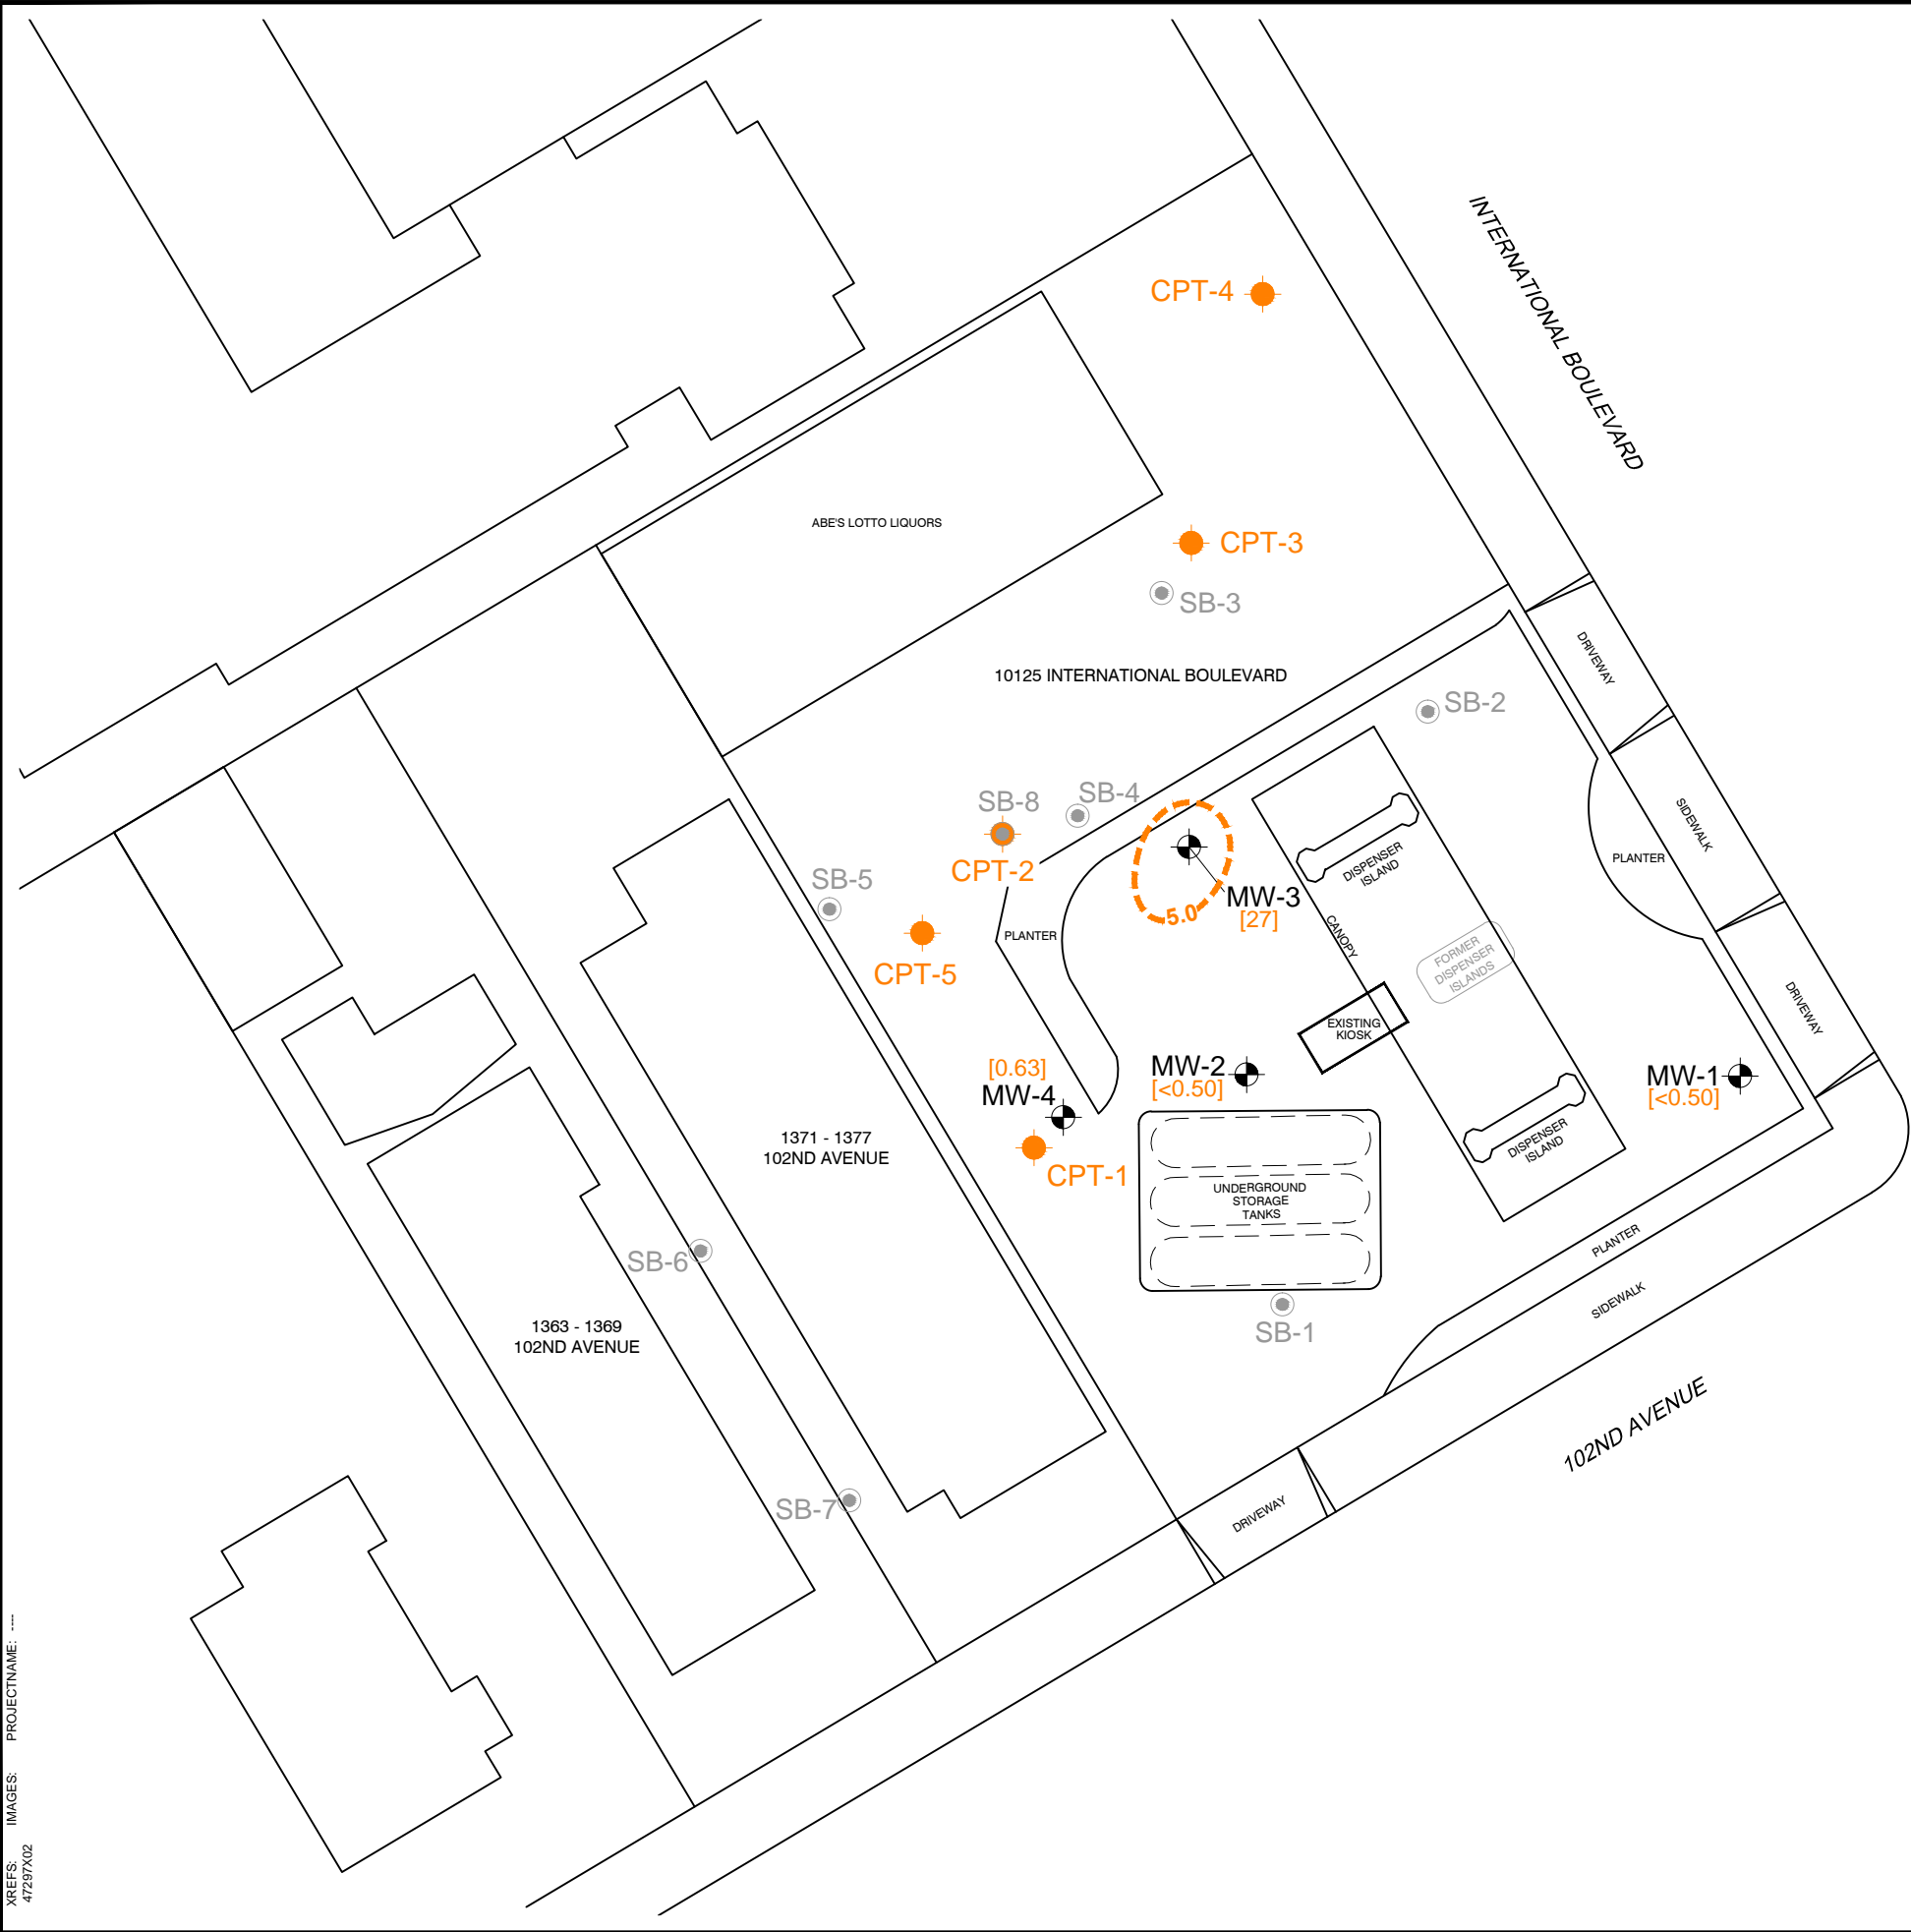 INTERNATIONAL BOULEVARD
CPT-4
ABE'S LOTTO LIQUORS
CPT-3
SB-3
10125 INTERNATIONAL BOULEVARD
DRIVEWAY
SB-2
SB-8
SB-4
CPT-2
SB-5
SIDEWALK
PLANTER
DISPENSER
ISLAND
MW-3
[27]
5.0
PLANTER
CANOPY
FORMER
DISPENSER
ISLANDS
CPT-5
DRIVEWAY
EXISTING
KIOSK
[0.63]
MW-4
MW-2
[<0.50]
MW-1
[<0.50]
1371 - 1377
102ND AVENUE
CPT-1
DISPENSER
ISLAND
UNDERGROUND
STORAGE
TANKS
PLANTER
SB-6
SIDEWALK
SB-1
1363 - 1369
102ND AVENUE
102ND AVENUE
SB-7
DRIVEWAY
XREFS: IMAGES: PROJECTNAME: ----
47297X02